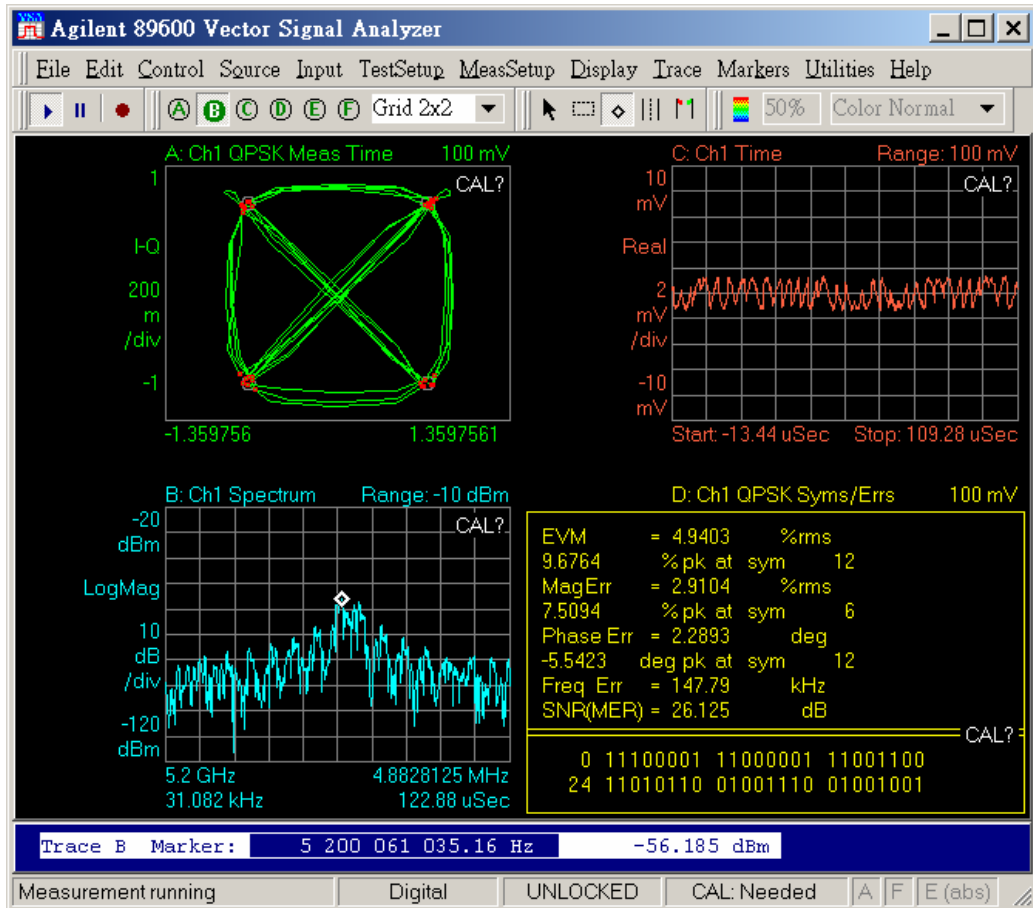 Agilent 89600 Vector Signal Analyzer
File Edit Control Source Input TestSetup MeasSetup Display Trace Markers Utilities Help
A B C D E F Grid 2x2 50% Color Normal
A: Ch1 QPSK Meas Time 100 mV
CAL?
1
I-Q
200
m
/div
-1
-1.359756 1.3597561
C: Ch1 Time Range: 100 mV
CAL?
10
mV
Real
2
mV
/div
-10
mV
Start: -13.44 uSec Stop: 109.28 uSec
B: Ch1 Spectrum Range: -10 dBm
CAL?
-20
dBm
LogMag
10
dB
/div
-120
dBm
5.2 GHz 4.8828125 MHz
31.082 kHz 122.88 uSec
D: Ch1 QPSK Syms/Errs 100 mV
EVM = 4.9403 %rms
9.6764 % pk at sym 12
MagErr = 2.9104 %rms
7.5094 % pk at sym 6
Phase Err = 2.2893 deg
-5.5423 deg pk at sym 12
Freq Err = 147.79 kHz
SNR(MER) = 26.125 dB
CAL?
0 11100001 11000001 11001100
24 11010110 01001110 01001001
Trace B Marker: 5 200 061 035.16 Hz -56.185 dBm
Measurement running Digital UNLOCKED CAL: Needed A F E (abs)